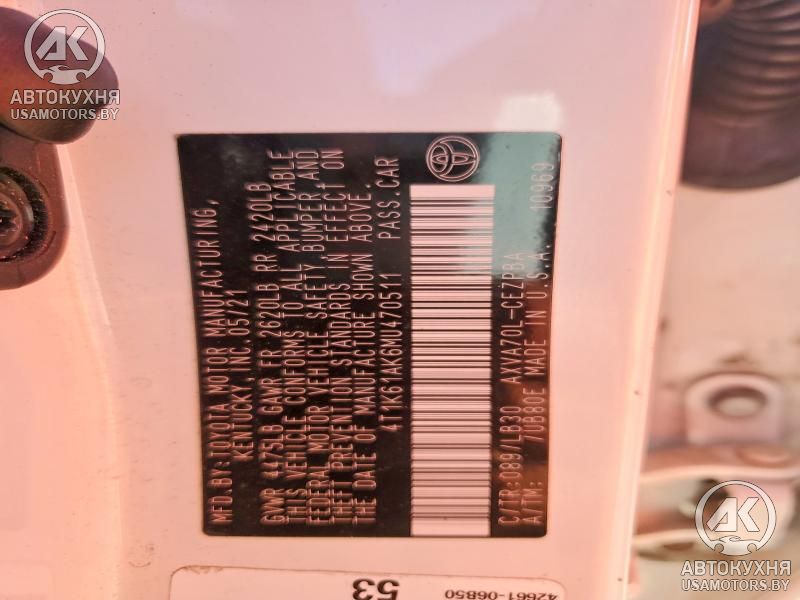 AK
АВТОКУХНЯ
USAMOTORS.BY
MFD.BY:TOYOTA MOTOR MANUFACTURING,
KENTUCKY, INC.05/21
GVWR 4475LB GAWR FR 2620LB RR 2420LB
THIS VEHICLE CONFORMS TO ALL APPLICABLE
FEDERAL MOTOR VEHICLE SAFETY, BUMPER, AND
THEFT PREVENTION STANDARDS IN EFFECT ON
THE DATE OF MANUFACTURE SHOWN ABOVE.
4T1K61AK6MU470511 PASS.CAR
C/TR:089/LB30 AXVA70L-CEZPBA
A/TM: /UB80E MADE IN U.S.A. 10969
53
42661-06B50
AK
АВТОКУХНЯ
USAMOTORS.BY